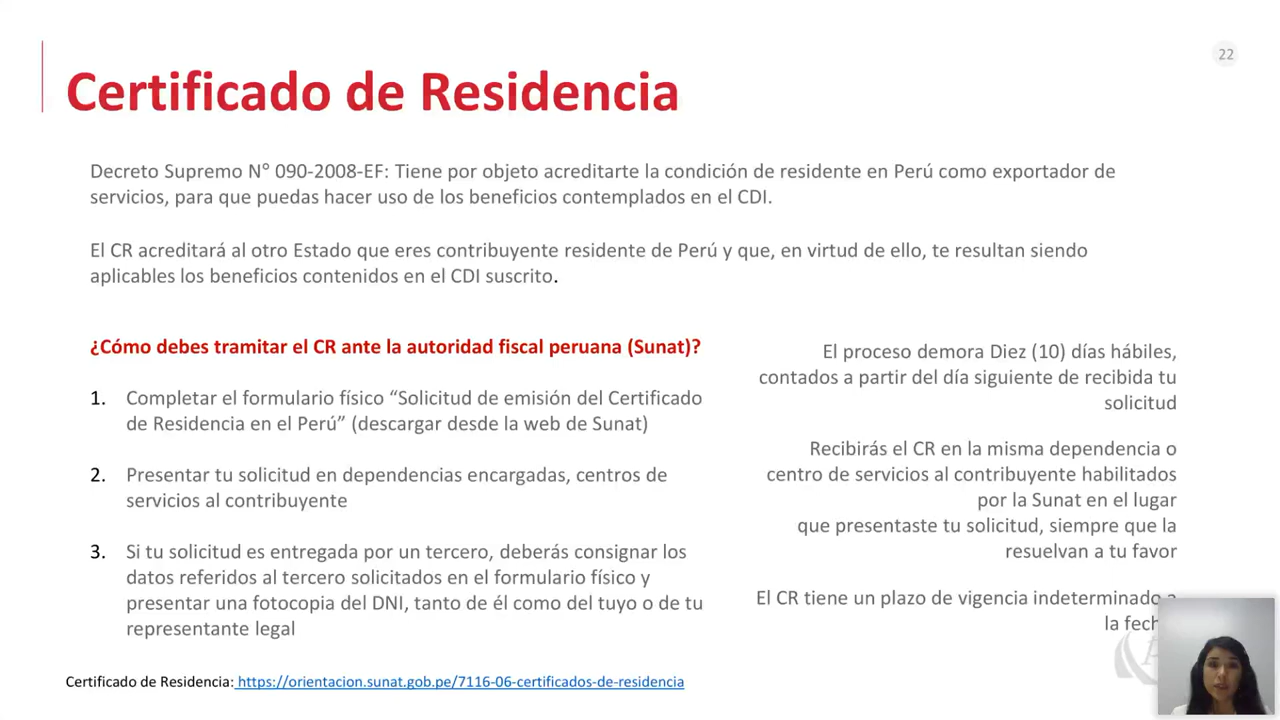 22
Certificado de Residencia
Decreto Supremo N° 090-2008-EF: Tiene por objeto acreditarte la condición de residente en Perú como exportador de
servicios, para que puedas hacer uso de los beneficios contemplados en el CDI.
El CR acreditará al otro Estado que eres contribuyente residente de Perú y que, en virtud de ello, te resultan siendo
aplicables los beneficios contenidos en el CDI suscrito.
¿Cómo debes tramitar el CR ante la autoridad fiscal peruana (Sunat)?
1. Completar el formulario físico “Solicitud de emisión del Certificado
de Residencia en el Perú” (descargar desde la web de Sunat)
2. Presentar tu solicitud en dependencias encargadas, centros de
servicios al contribuyente
3. Si tu solicitud es entregada por un tercero, deberás consignar los
datos referidos al tercero solicitados en el formulario físico y
presentar una fotocopia del DNI, tanto de él como del tuyo o de tu
representante legal
El proceso demora Diez (10) días hábiles,
contados a partir del día siguiente de recibida tu
solicitud
Recibirás el CR en la misma dependencia o
centro de servicios al contribuyente habilitados
por la Sunat en el lugar
que presentaste tu solicitud, siempre que la
resuelvan a tu favor
El CR tiene un plazo de vigencia indeterminado a
la
Certificado de Residencia: https://orientacion.sunat.gob.pe/7116-06-certificados-de-residencia